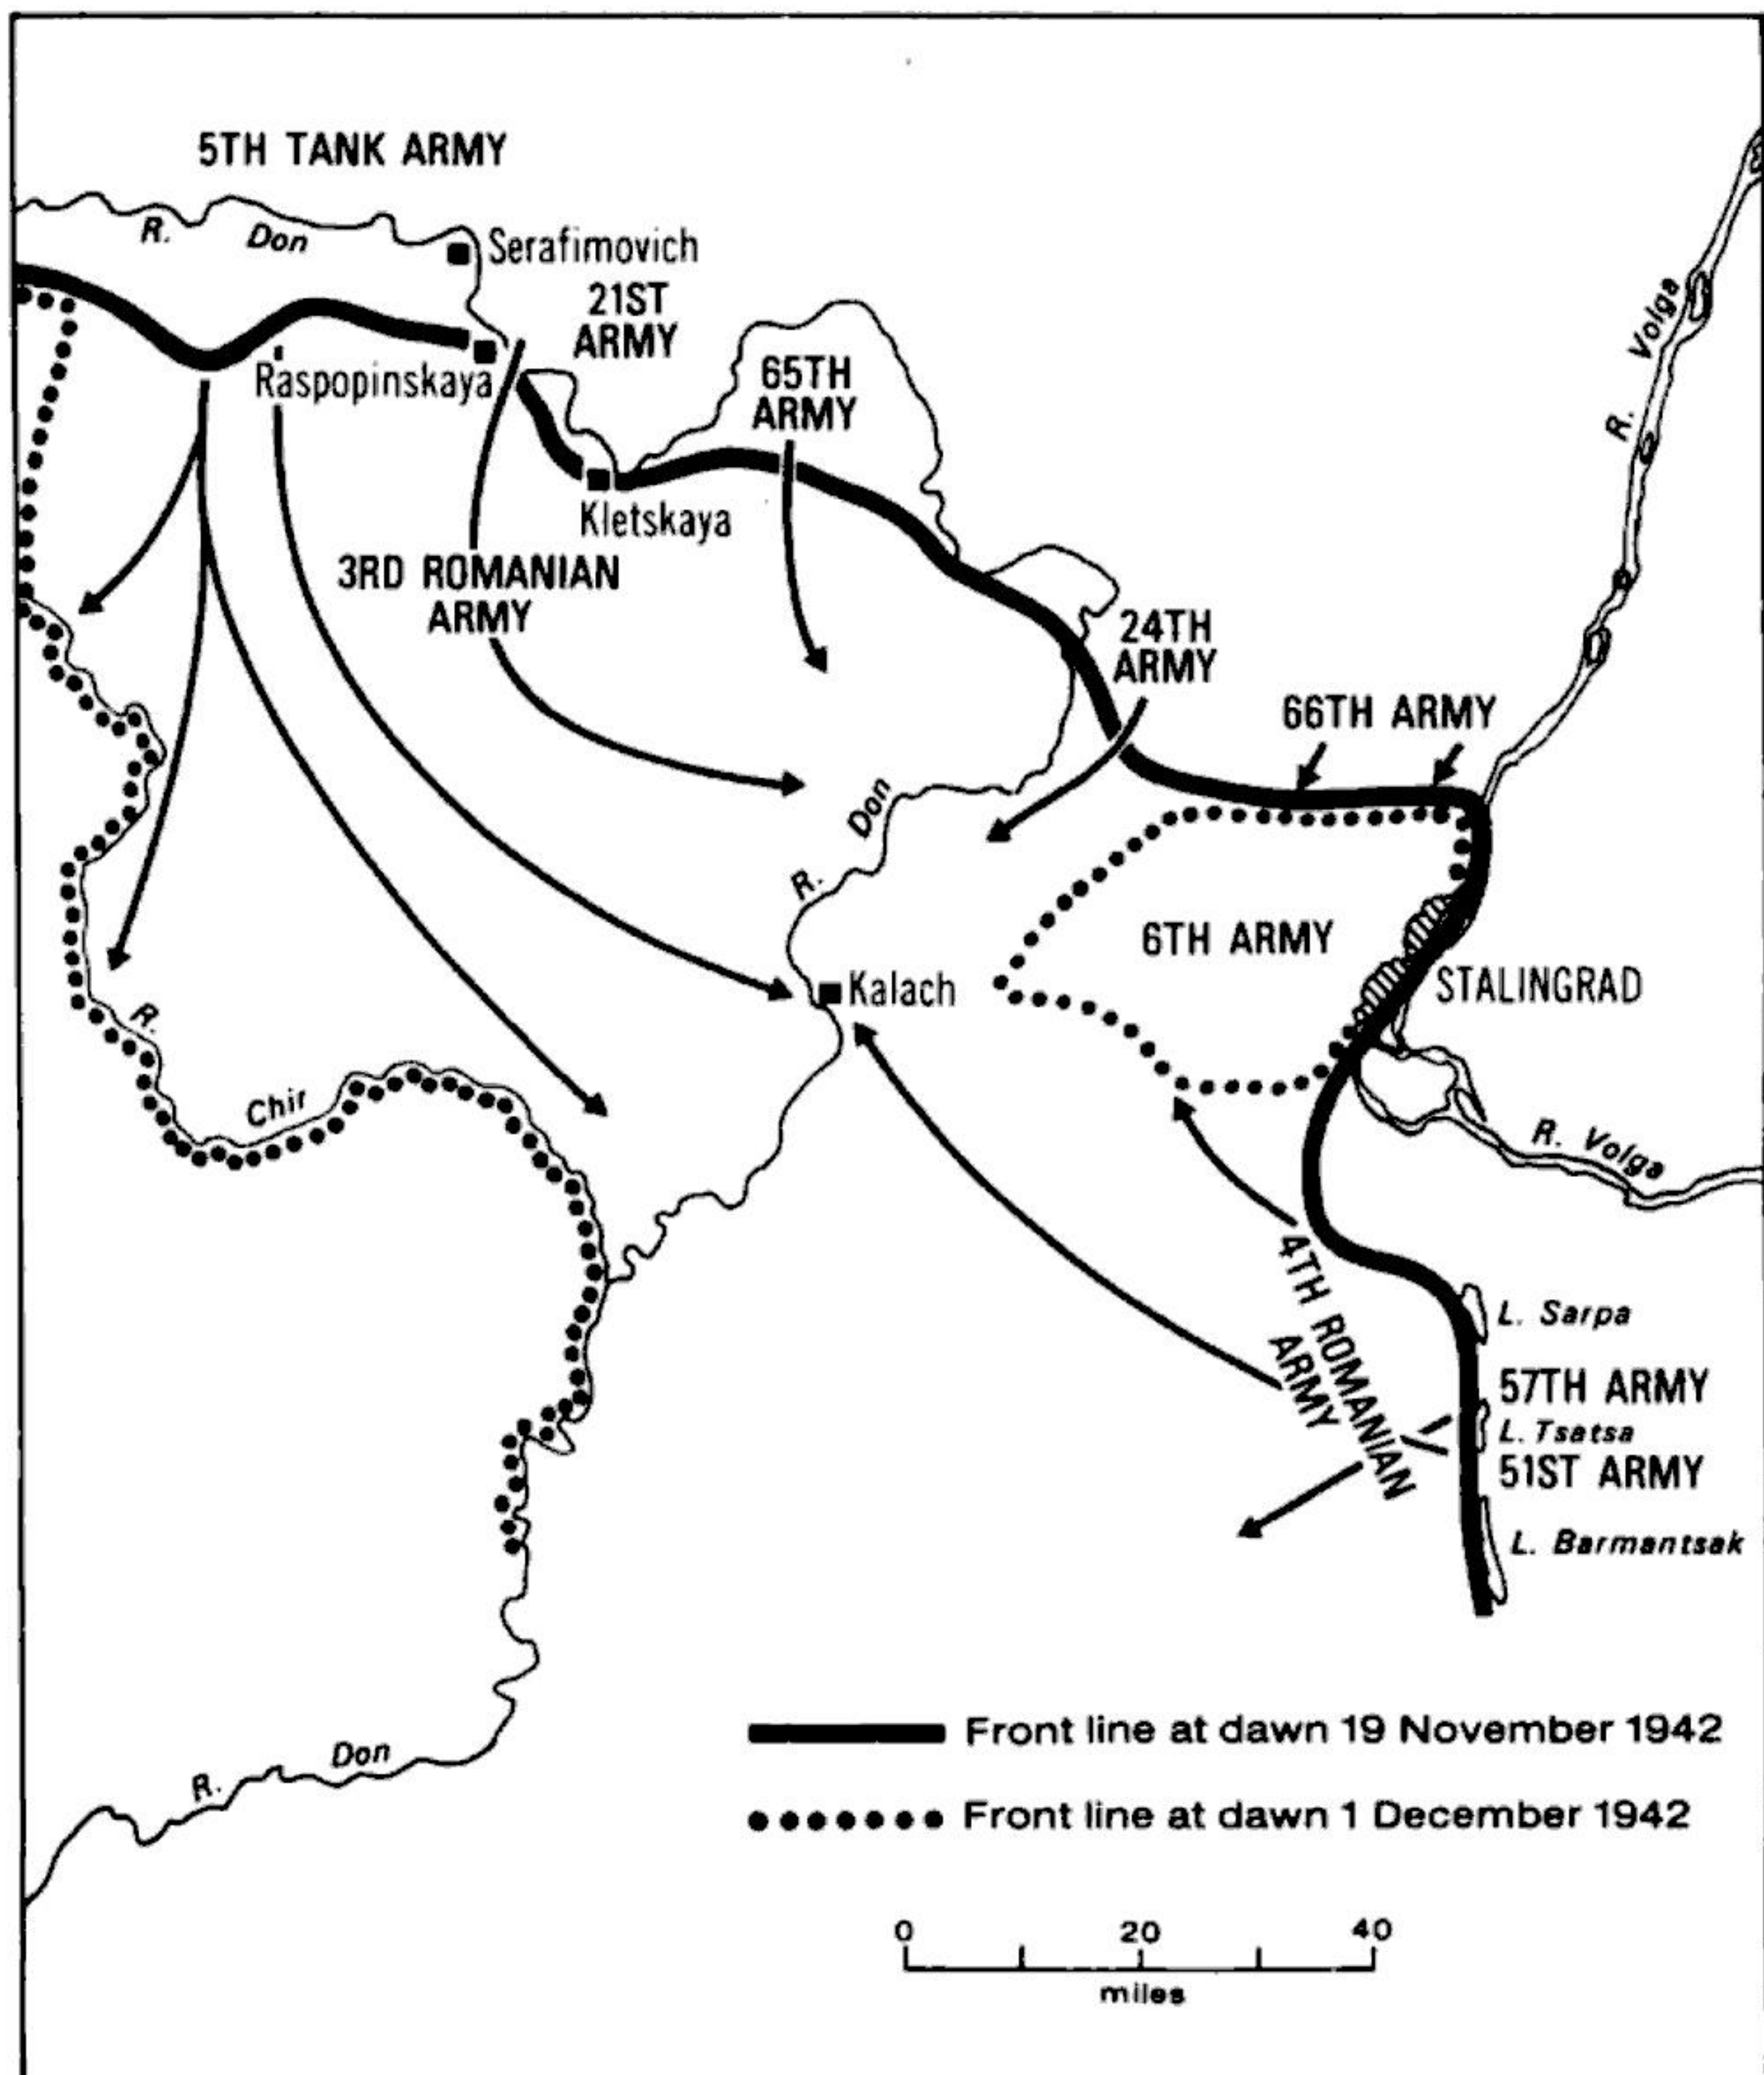 5TH TANK ARMY
R. Don
Serafimovich
21ST
ARMY
Raspopinskaya
65TH
ARMY
Kletskaya
3RD ROMANIAN
ARMY
R. Volga
24TH
ARMY
66TH ARMY
R. Don
6TH ARMY
STALINGRAD
Kalach
R. Chir
R. Volga
4TH ROMANIAN
ARMY
L. Sarpa
57TH ARMY
L. Tsatsa
51ST ARMY
L. Barmantsak
R. Don
Front line at dawn 19 November 1942
Front line at dawn 1 December 1942
0 20 40
miles